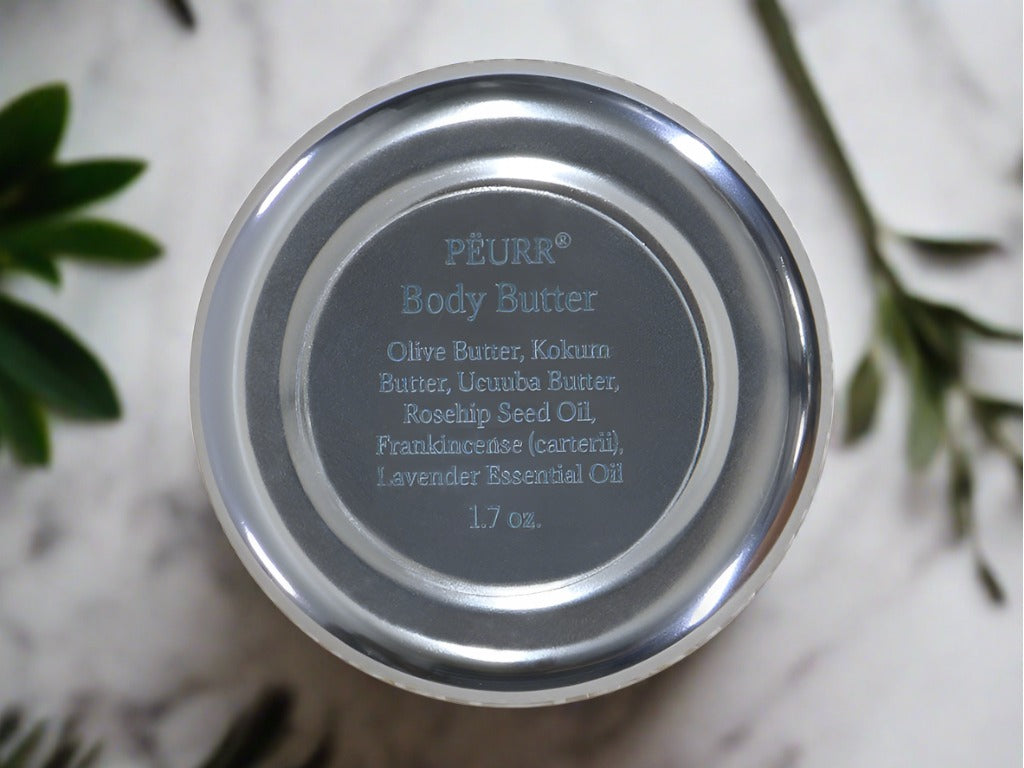 PËURR®
Body Butter
Olive Butter, Kokum
Butter, Ucuuba Butter,
Rosehip Seed Oil,
Frankincense (carterii),
Lavender Essential Oil
1.7 oz.